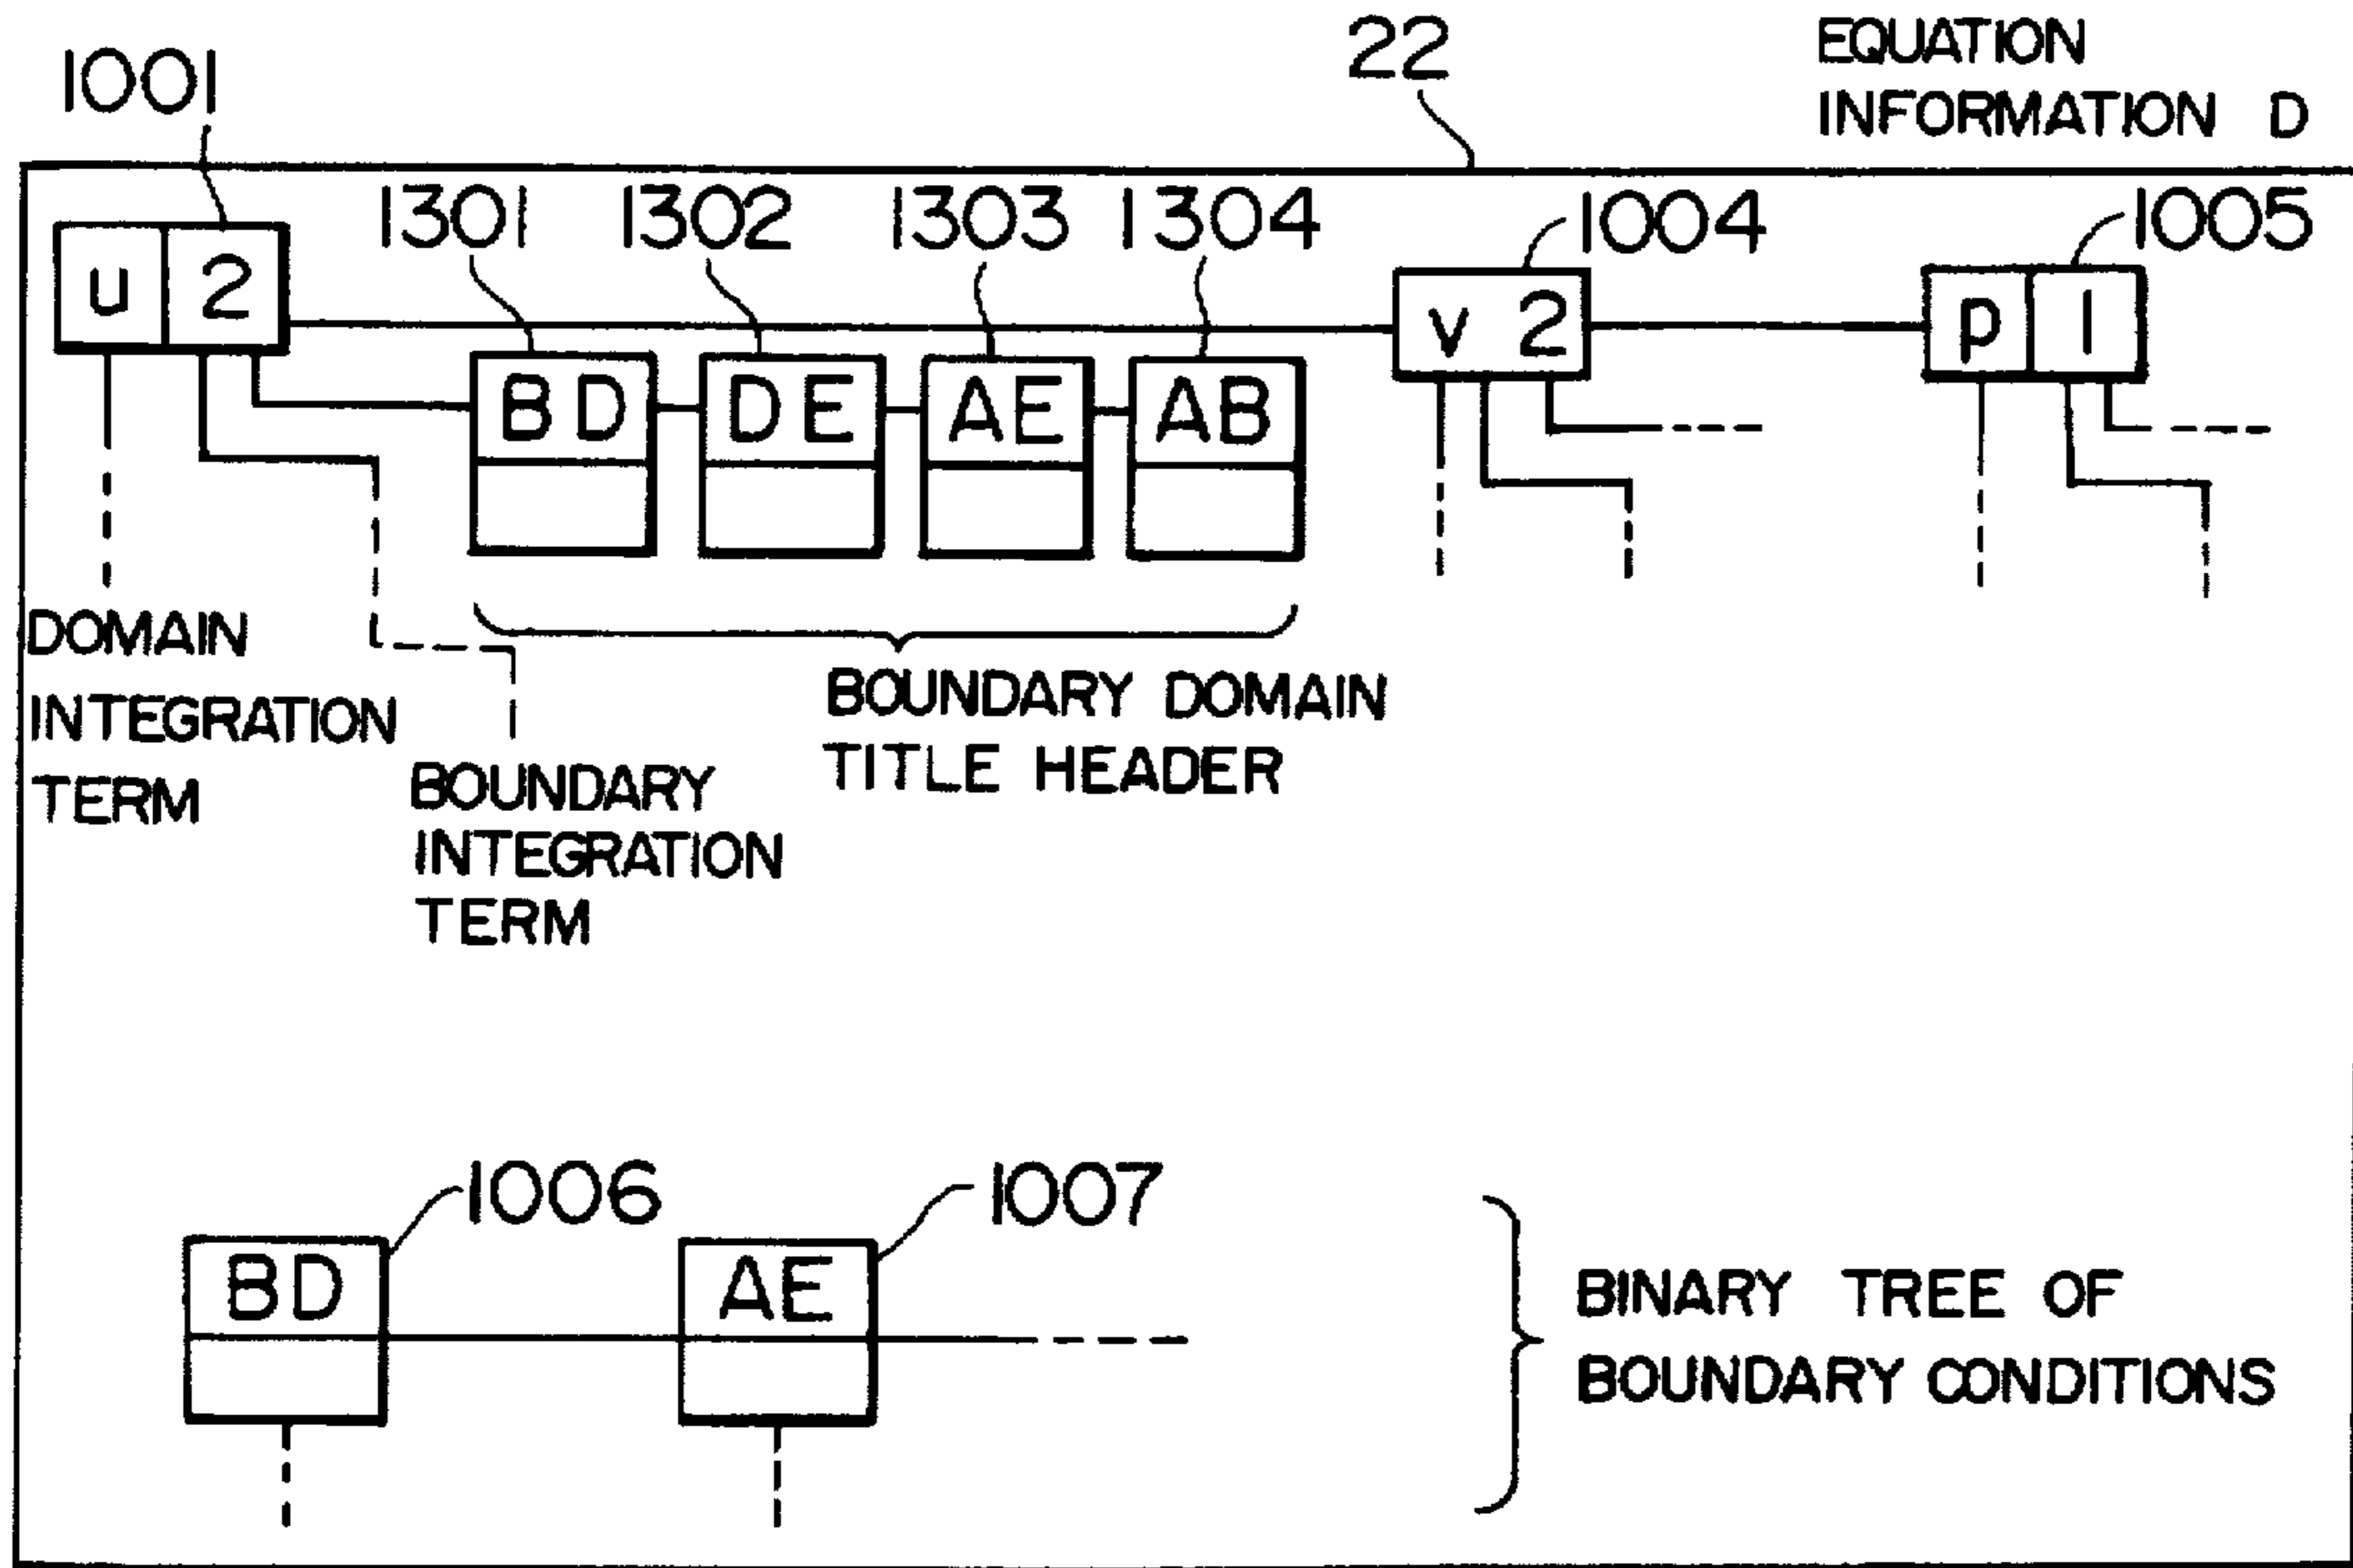 EQUATION
INFORMATION D
22
1001
1301 1302 1303 1304 1004 1005
u 2
v 2
p 1
BD DE AE AB
DOMAIN
INTEGRATION
TERM
BOUNDARY
INTEGRATION
TERM
BOUNDARY DOMAIN
TITLE HEADER
1006 1007
BD AE
BINARY TREE OF
BOUNDARY CONDITIONS